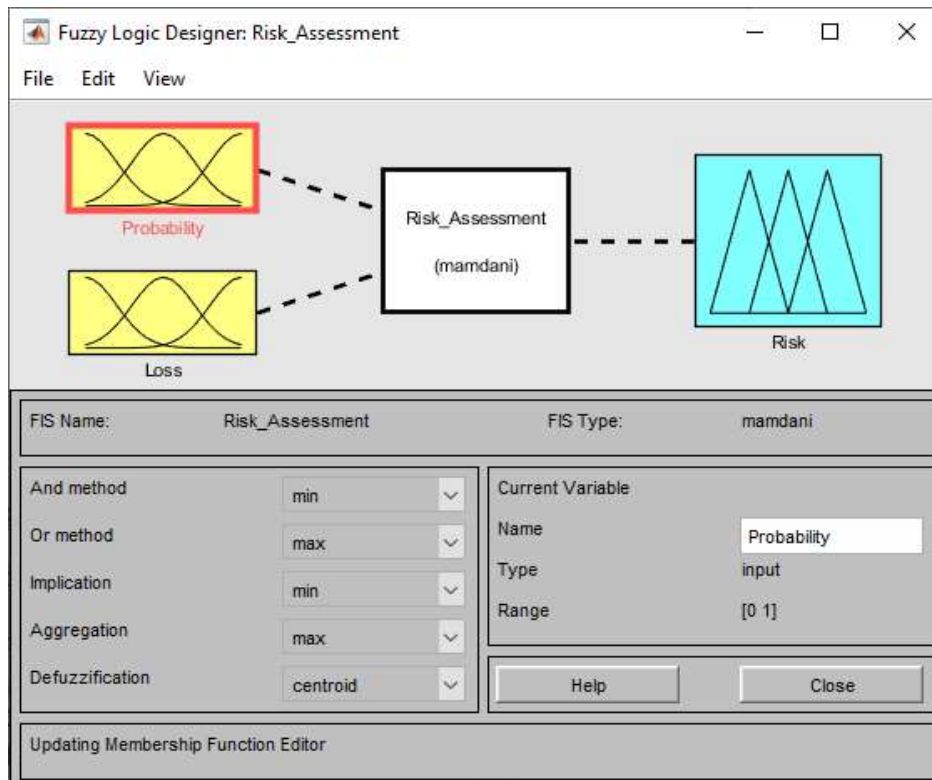 Fuzzy Logic Designer: Risk_Assessment
File Edit View
Probability
Loss
Risk_Assessment
(mamdani)
Risk
FIS Name: Risk_Assessment FIS Type: mamdani
And method min
Or method max
Implication min
Aggregation max
Defuzzification centroid
Current Variable
Name Probability
Type input
Range [0 1]
Help Close
Updating Membership Function Editor